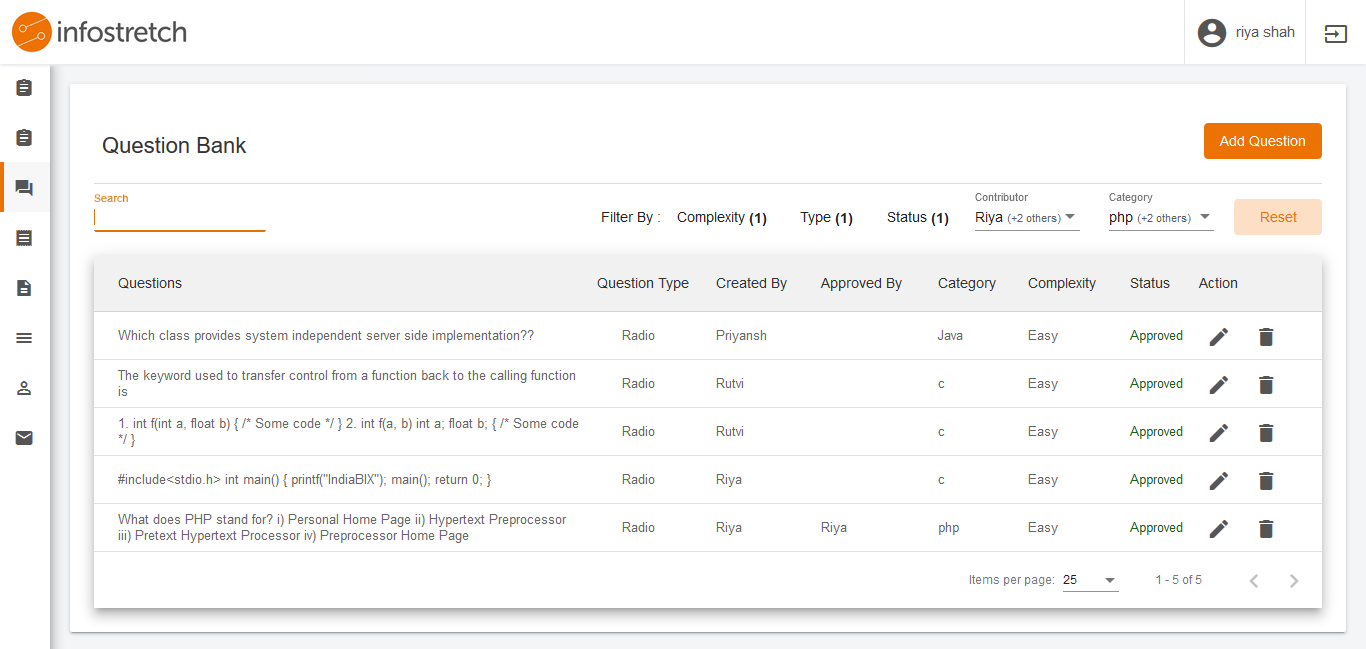 infostretch
riya shah
Question Bank
Add Question
Search
Filter By :
Complexity (1)
Type (1)
Status (1)
Contributor
Riya (+2 others)
Category
php (+2 others)
Reset
Questions Question Type Created By Approved By Category Complexity Status Action
Which class provides system independent server side implementation?? Radio Priyansh Java Easy Approved
The keyword used to transfer control from a function back to the calling function
is
Radio Rutvi c Easy Approved
1. int f(int a, float b) { /* Some code */ } 2. int f(a, b) int a; float b; { /* Some code
*/ }
Radio Rutvi c Easy Approved
#include<stdio.h> int main() { printf("IndiaBIX"); main(); return 0; } Radio Riya c Easy Approved
What does PHP stand for? i) Personal Home Page ii) Hypertext Preprocessor
iii) Pretext Hypertext Processor iv) Preprocessor Home Page
Radio Riya Riya php Easy Approved
Items per page: 25 1 - 5 of 5